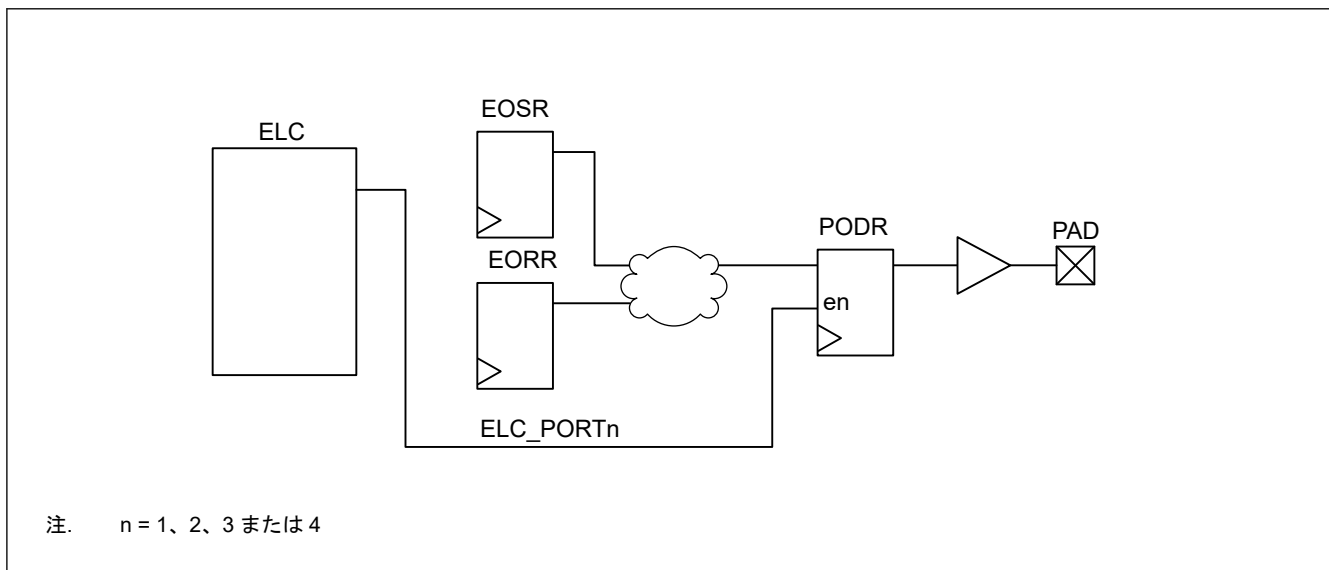 ELC
EOSR
EORR
PODR
en
PAD
ELC_PORTn
注. n = 1、2、3 または 4